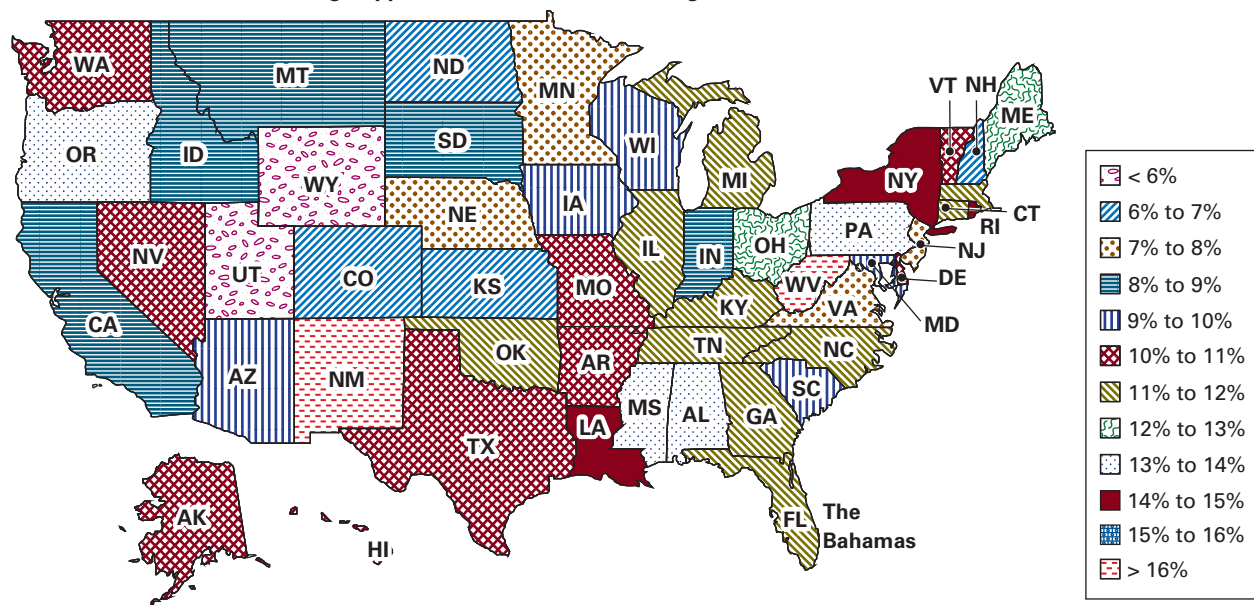 WA
MT
ND
MN
VT
NH
ME
OR
ID
SD
WI
MI
NY
WY
IA
NE
PA
CT
RI
NV
UT
CO
IL
IN
OH
NJ
KS
MO
WV
DE
VA
CA
KY
MD
AZ
NM
OK
TN
NC
AR
SC
MS
AL
GA
LA
TX
AK
HI
FL
The
Bahamas
< 6%
6% to 7%
7% to 8%
8% to 9%
9% to 10%
10% to 11%
11% to 12%
12% to 13%
13% to 14%
14% to 15%
15% to 16%
> 16%